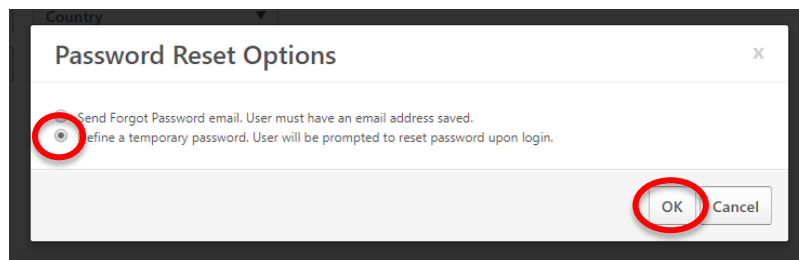 Country ▼
Password Reset Options
x
Send Forgot Password email. User must have an email address saved.
Define a temporary password. User will be prompted to reset password upon login.
OK Cancel